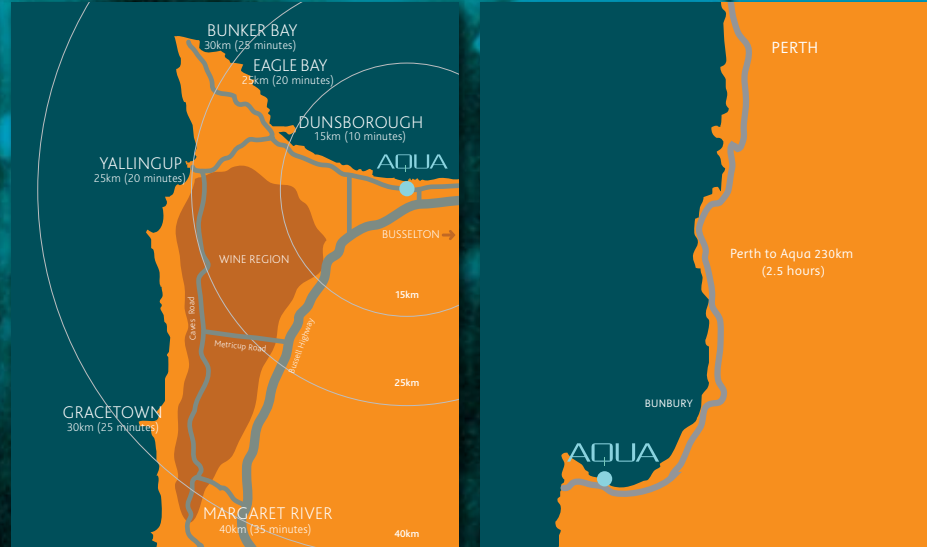 BUNKER BAY
30km (25 minutes)
EAGLE BAY
25km (20 minutes)
DUNSBOROUGH
15km (10 minutes)
AQUA
YALLINGUP
25km (20 minutes)
BUSSELTON
WINE REGION
15km
Caves Road
Metricup Road
Bussell Highway
25km
GRACETOWN
30km (25 minutes)
MARGARET RIVER
40km (35 minutes)
40km
PERTH
Perth to Aqua 230km
(2.5 hours)
BUNBURY
AQUA